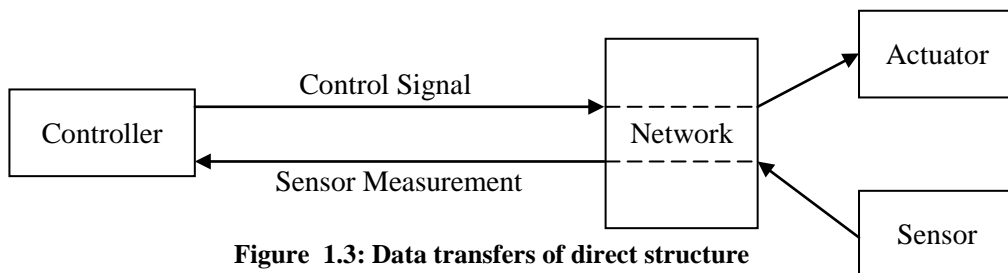 Actuator
Control Signal
Controller
Network
Sensor Measurement
Sensor
Figure 1.3: Data transfers of direct structure